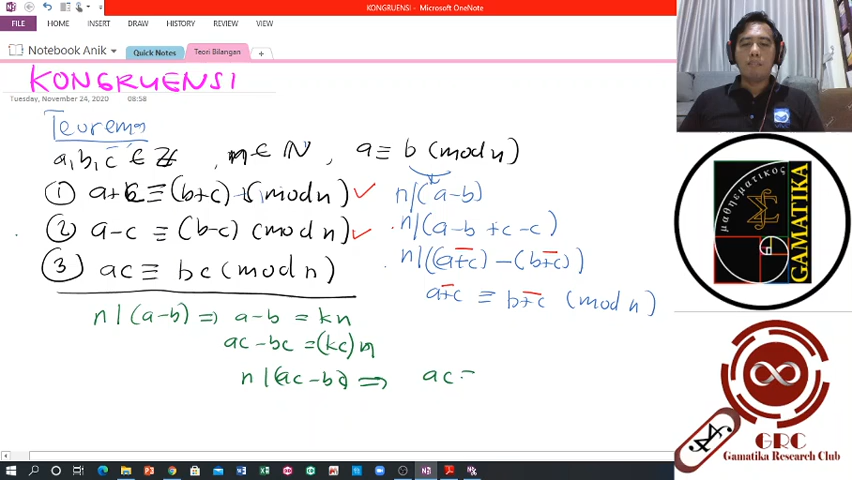 KONGRUENSI - Microsoft OneNote
FILE HOME INSERT DRAW HISTORY REVIEW VIEW
Notebook Anik Quick Notes Teori Bilangan +
KONGRUENSI
Tuesday, November 24, 2020 08:58
Teorema
a, b, c ∈ ℤ , n ∈ ℕ , a ≡ b (mod n)
① a+c ≡ (b+c) (mod n) ✓
② a-c ≡ (b-c) (mod n) ✓
③ ac ≡ bc (mod n)
n|(a-b)
n|(a-b+c-c)
n|((a∓c)-(b∓c))
a∓c ≡ b∓c (mod n)
n|(a-b) ⇒ a-b = kn
ac-bc = (kc)n
n|(ac-bc) ⇒ ac =
μαθηματικος
GAMATIKA
GRC
Gamatika Research Club